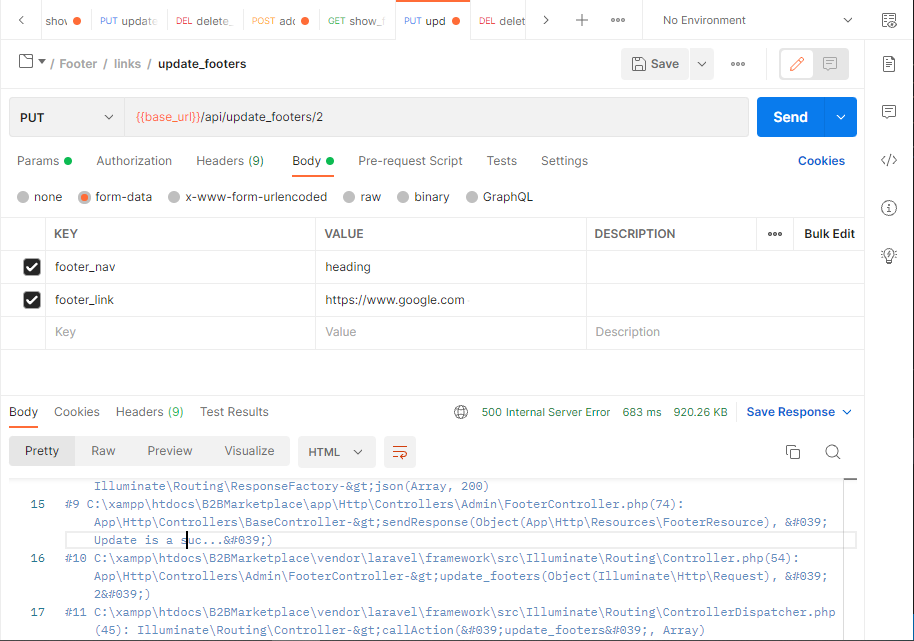 show
PUT update
DEL delete_
POST add
GET show_f
PUT upd
DEL delet
No Environment
/ Footer / links / update_footers
Save
PUT
{{base_url}}/api/update_footers/2
Send
Params
Authorization
Headers (9)
Body
Pre-request Script
Tests
Settings
Cookies
none
form-data
x-www-form-urlencoded
raw
binary
GraphQL
KEY VALUE DESCRIPTION Bulk Edit
footer_nav heading
footer_link https://www.google.com
Key Value Description
Body Cookies Headers (9) Test Results
500 Internal Server Error 683 ms 920.26 KB Save Response
Pretty Raw Preview Visualize HTML
Illuminate\Routing\ResponseFactory-&gt;json(Array, 200)
15 #9 C:\xampp\htdocs\B2BMarketplace\app\Http\Controllers\Admin\FooterController.php(74):
App\Http\Controllers\BaseController-&gt;sendResponse(Object(App\Http\Resources\FooterResource), &#039;
Update is a suc...&#039;)
16 #10 C:\xampp\htdocs\B2BMarketplace\vendor\laravel\framework\src\Illuminate\Routing\Controller.php(54):
App\Http\Controllers\Admin\FooterController-&gt;update_footers(Object(Illuminate\Http\Request), &#039;
2&#039;)
17 #11 C:\xampp\htdocs\B2BMarketplace\vendor\laravel\framework\src\Illuminate\Routing\ControllerDispatcher.php
(45): Illuminate\Routing\Controller-&gt;callAction(&#039;update_footers&#039;, Array)